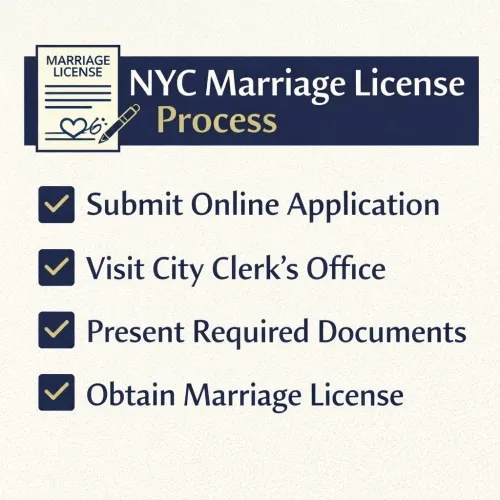 MARRIAGE
LICENSE
NYC Marriage License
Process
Submit Online Application
Visit City Clerk's Office
Present Required Documents
Obtain Marriage License